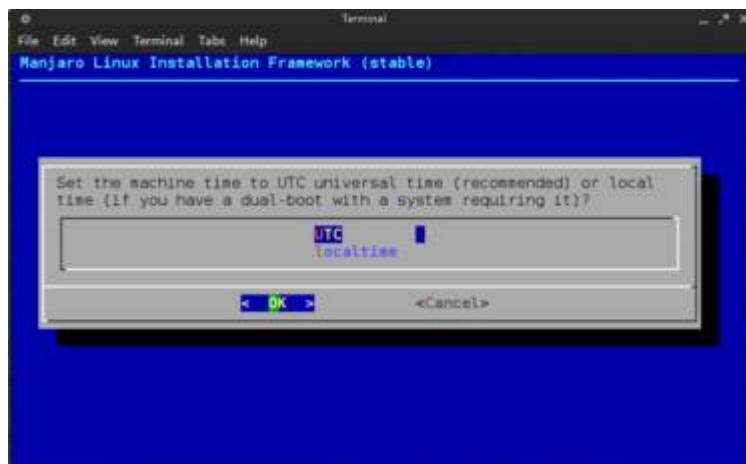 Terminal
File Edit View Terminal Tabs Help
Manjaro Linux Installation Framework (stable)
Set the machine time to UTC universal time (recommended) or local
time (if you have a dual-boot with a system requiring it)?
UTC
localtime
< OK > <Cancel>